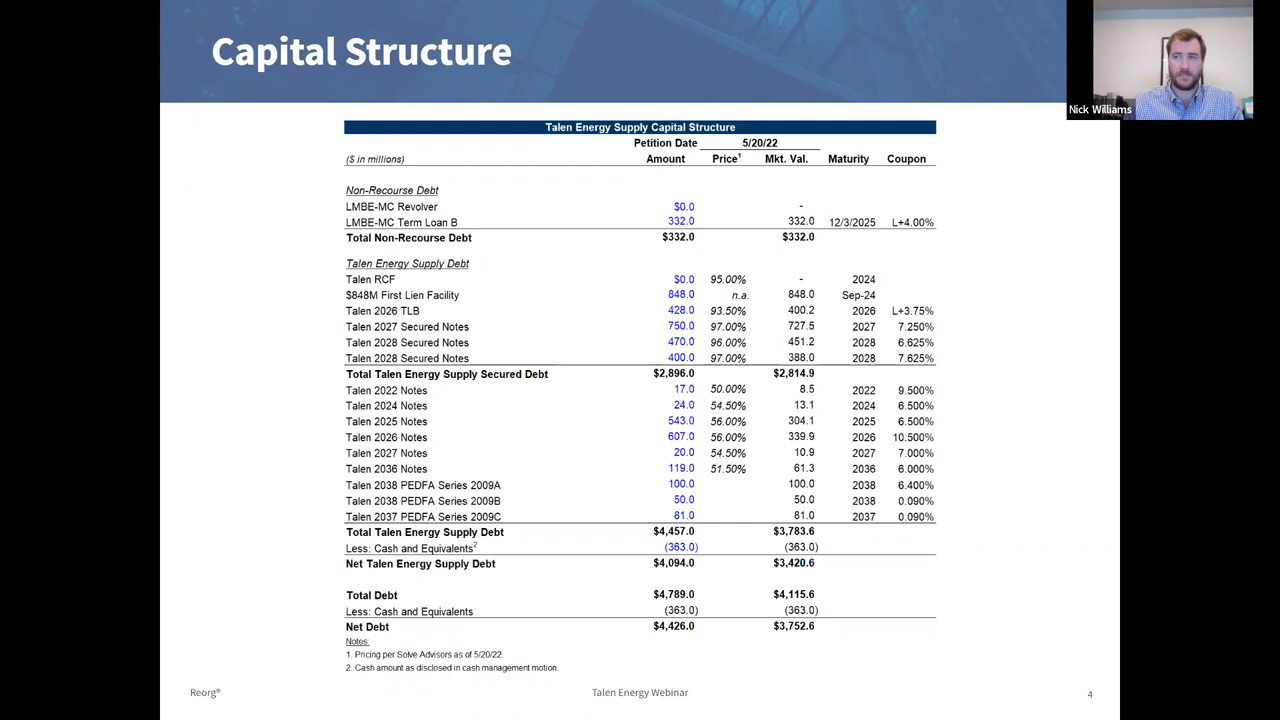 Capital Structure
Nick Williams
Talen Energy Supply Capital Structure
Petition Date 5/20/22
($ in millions) Amount Price1 Mkt. Val. Maturity Coupon
Non-Recourse Debt
LMBE-MC Revolver $0.0 -
LMBE-MC Term Loan B 332.0 332.0 12/3/2025 L+4.00%
Total Non-Recourse Debt $332.0 $332.0
Talen Energy Supply Debt
Talen RCF $0.0 95.00% - 2024
$848M First Lien Facility 848.0 n.a. 848.0 Sep-24
Talen 2026 TLB 428.0 93.50% 400.2 2026 L+3.75%
Talen 2027 Secured Notes 750.0 97.00% 727.5 2027 7.250%
Talen 2028 Secured Notes 470.0 96.00% 451.2 2028 6.625%
Talen 2028 Secured Notes 400.0 97.00% 388.0 2028 7.625%
Total Talen Energy Supply Secured Debt $2,896.0 $2,814.9
Talen 2022 Notes 17.0 50.00% 8.5 2022 9.500%
Talen 2024 Notes 24.0 54.50% 13.1 2024 6.500%
Talen 2025 Notes 543.0 56.00% 304.1 2025 6.500%
Talen 2026 Notes 607.0 56.00% 339.9 2026 10.500%
Talen 2027 Notes 20.0 54.50% 10.9 2027 7.000%
Talen 2036 Notes 119.0 51.50% 61.3 2036 6.000%
Talen 2038 PEDFA Series 2009A 100.0 100.0 2038 6.400%
Talen 2038 PEDFA Series 2009B 50.0 50.0 2038 0.090%
Talen 2037 PEDFA Series 2009C 81.0 81.0 2037 0.090%
Total Talen Energy Supply Debt $4,457.0 $3,783.6
Less: Cash and Equivalents2 (363.0) (363.0)
Net Talen Energy Supply Debt $4,094.0 $3,420.6
Total Debt $4,789.0 $4,115.6
Less: Cash and Equivalents (363.0) (363.0)
Net Debt $4,426.0 $3,752.6
Notes:
1. Pricing per Solve Advisors as of 5/20/22.
2. Cash amount as disclosed in cash management motion.
Reorg® Talen Energy Webinar 4